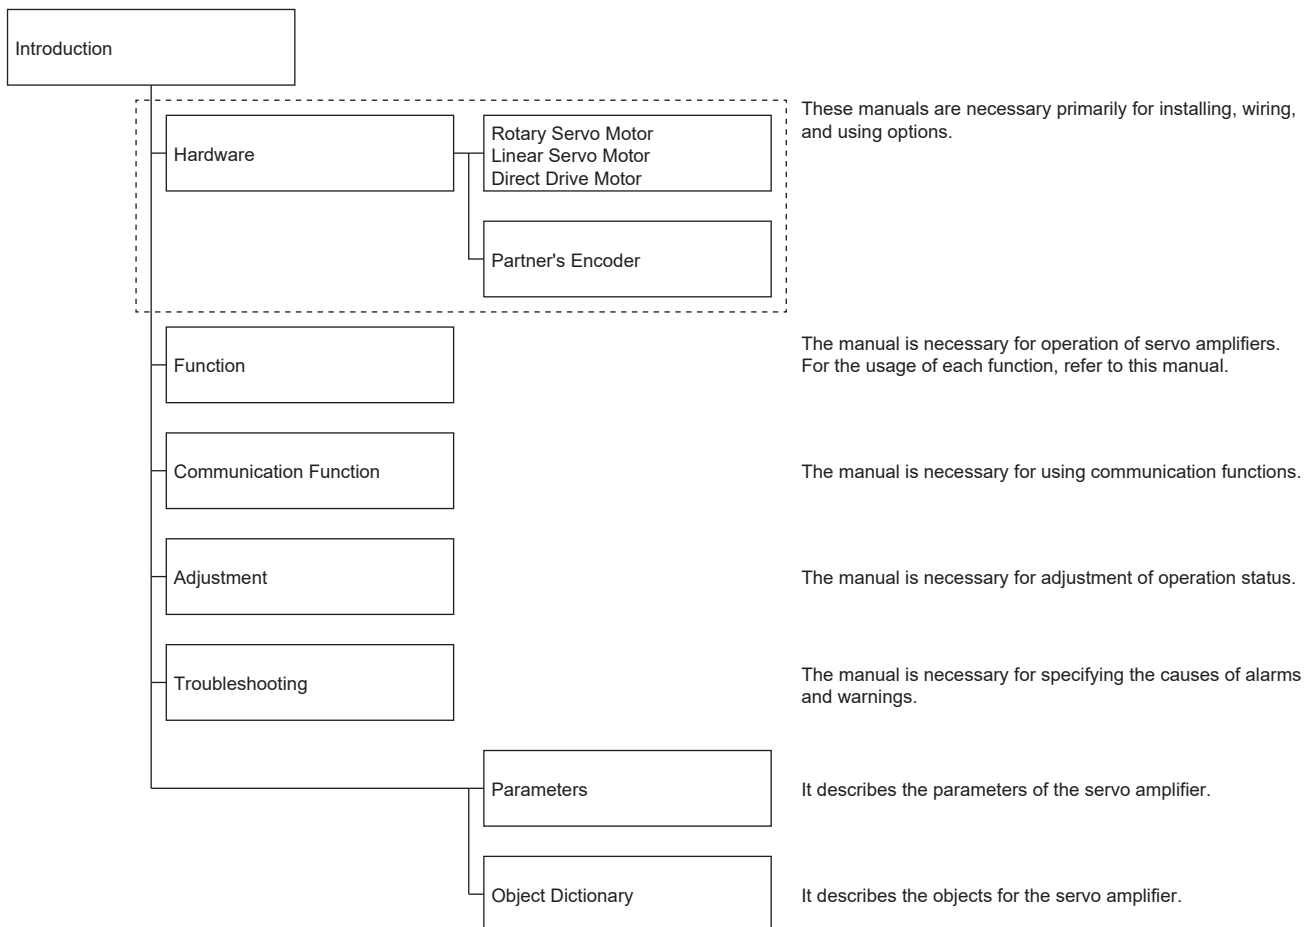 Introduction
These manuals are necessary primarily for installing, wiring,
and using options.
Hardware
Rotary Servo Motor
Linear Servo Motor
Direct Drive Motor
Partner's Encoder
Function
The manual is necessary for operation of servo amplifiers.
For the usage of each function, refer to this manual.
Communication Function
The manual is necessary for using communication functions.
Adjustment
The manual is necessary for adjustment of operation status.
Troubleshooting
The manual is necessary for specifying the causes of alarms
and warnings.
Parameters
It describes the parameters of the servo amplifier.
Object Dictionary
It describes the objects for the servo amplifier.